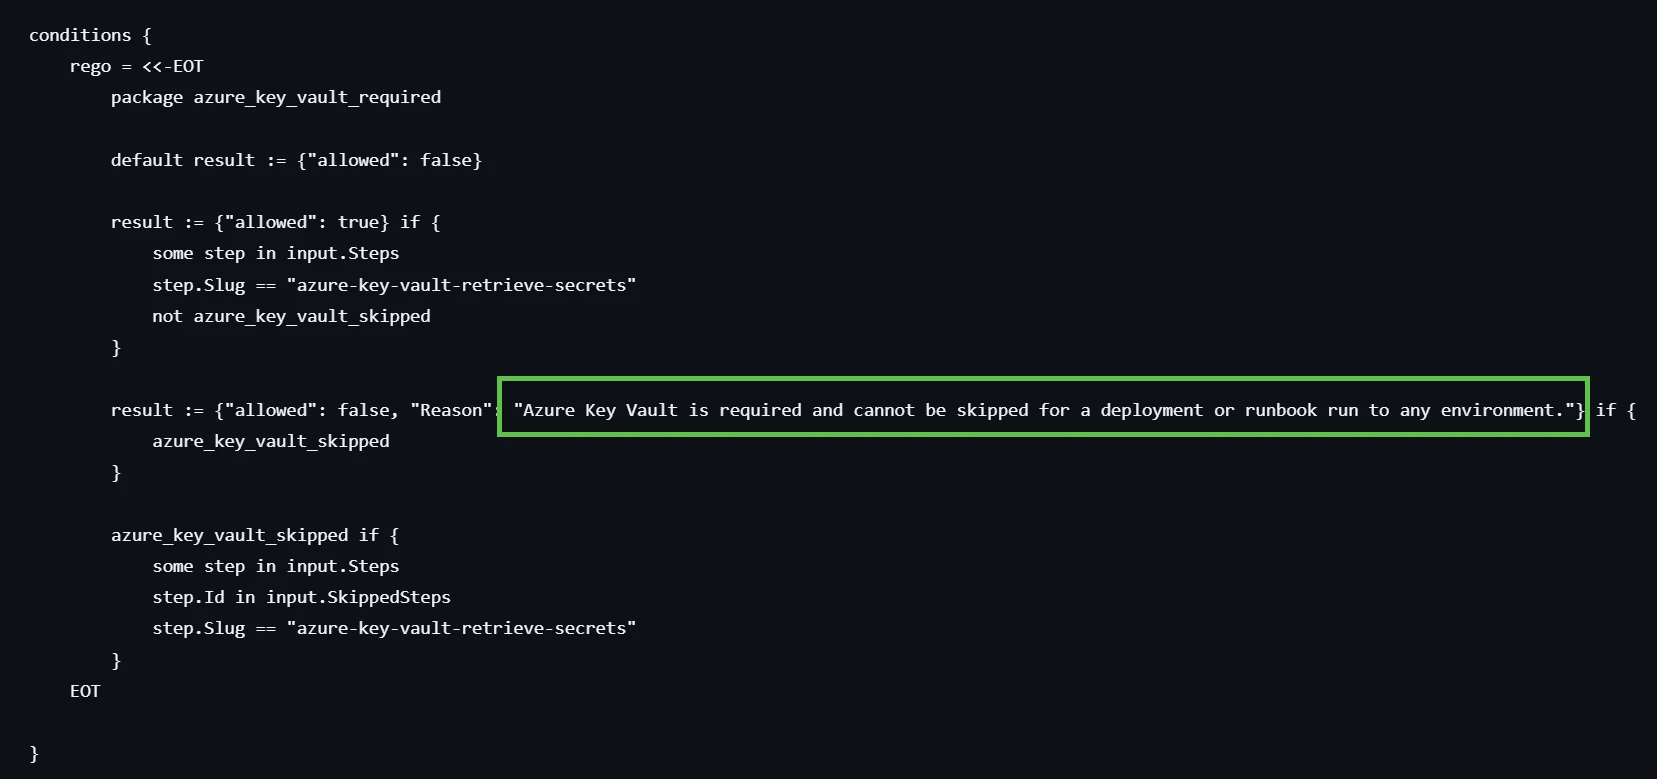 conditions {
rego = <<-EOT
package azure_key_vault_required
default result := {"allowed": false}
result := {"allowed": true} if {
some step in input.Steps
step.Slug == "azure-key-vault-retrieve-secrets"
not azure_key_vault_skipped
}
result := {"allowed": false, "Reason": "Azure Key Vault is required and cannot be skipped for a deployment or runbook run to any environment."} if {
azure_key_vault_skipped
}
azure_key_vault_skipped if {
some step in input.Steps
step.Id in input.SkippedSteps
step.Slug == "azure-key-vault-retrieve-secrets"
}
EOT
}